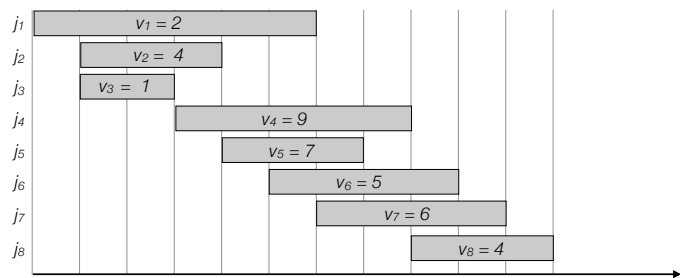 j₁ v₁ = 2
j₂ v₂ = 4
j₃ v₃ = 1
j₄ v₄ = 9
j₅ v₅ = 7
j₆ v₆ = 5
j₇ v₇ = 6
j₈ v₈ = 4